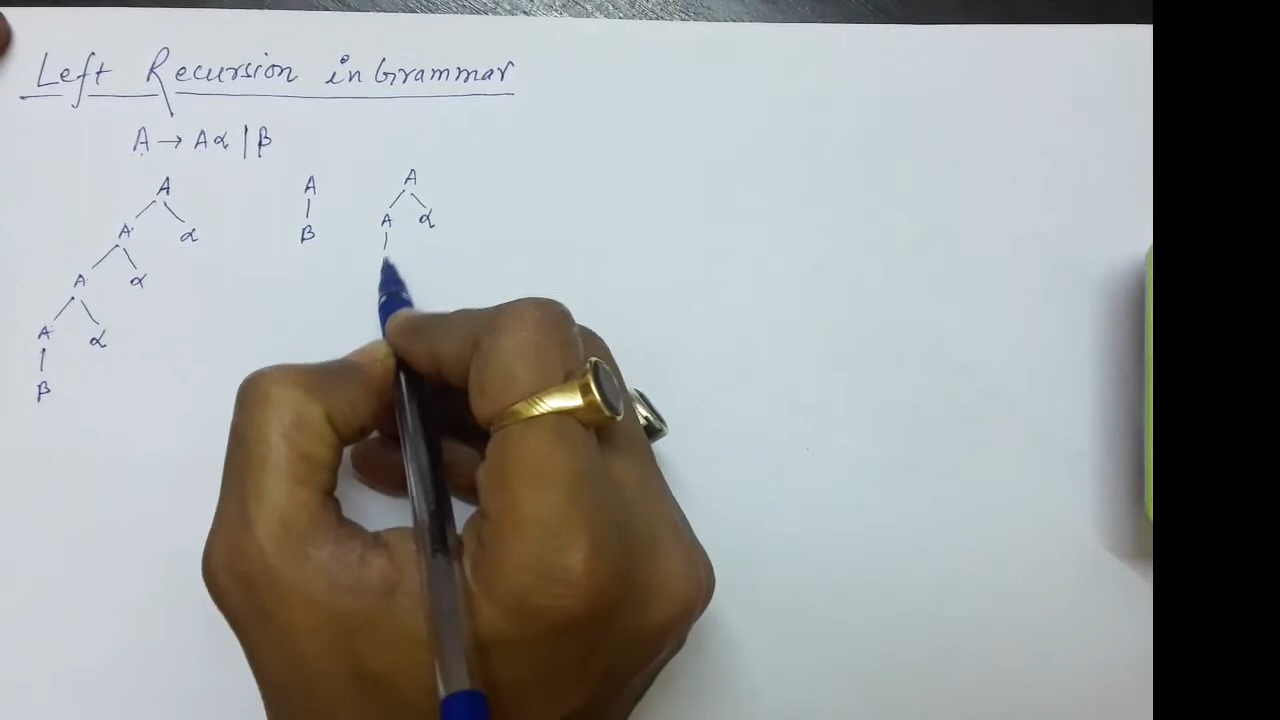 Left Recursion in Grammar
A → Aα | β
A A A
A α β A α
A α
A α
β